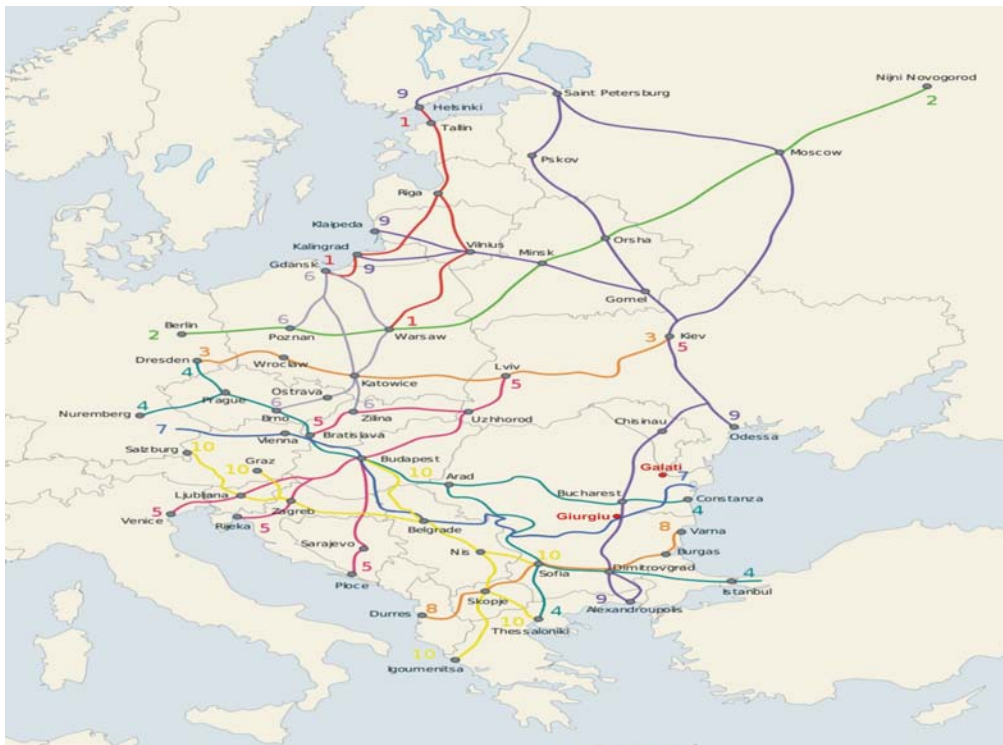 Nijni Novogorod
2
9
Saint Petersburg
Helsinki
1
Tallin
Moscow
Pskov
Riga
Klaipeda
9
Orsha
Kalingrad
Vilnius
Minsk
Gdansk
1
9
6
Gomel
Berlin
6
1
2
Poznan
Warsaw
3
Kiev
5
Dresden
3
Wroclaw
Lviv
4
Katowice
5
Prague
Ostrava
4
Nuremberg
Brno
6
6
Zilina
Uzhhorod
5
Chisinau
9
7
Vienna
Bratislava
Odessa
Salzburg
10
Graz
Budapest
10
10
Arad
Galati
7
Ljubljana
Bucharest
Constanza
5
Zagreb
4
Venice
Rijeka
5
Giurgiu
Belgrade
8
Varna
Sarajevo
Nis
10
Burgas
5
Sofia
Dimitrovgrad
4
Ploce
Istanbul
Skopje
9
Durres
8
10
4
Alexandroupolis
Thessaloniki
10
Igoumenitsa